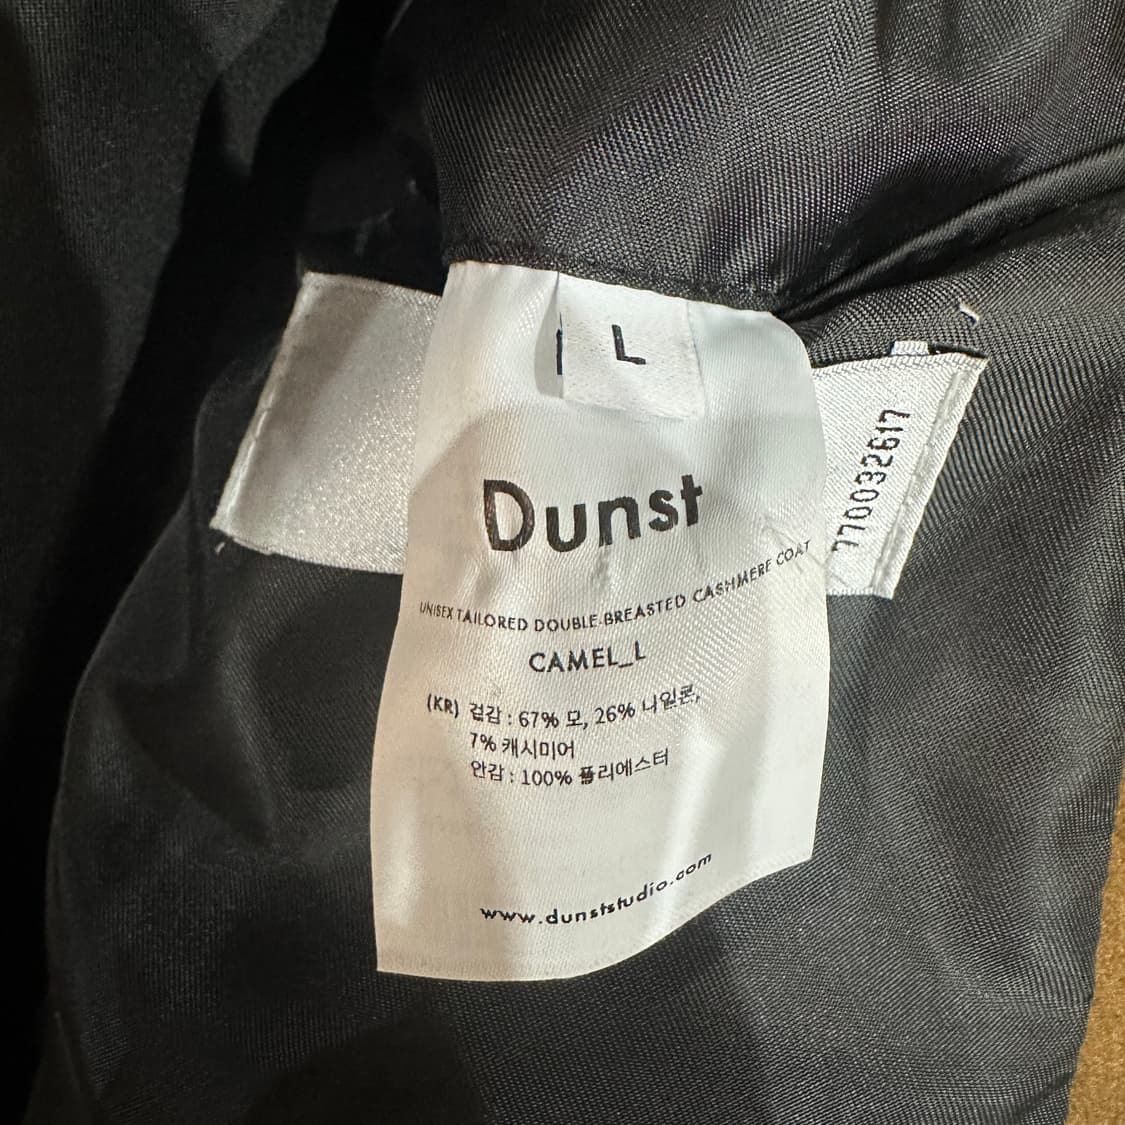 L
Dunst
UNISEX TAILORED DOUBLE-BREASTED CASHMERE COAT
CAMEL_L
(KR) 겉감 : 67% 모, 26% 나일론,
7% 캐시미어
안감 : 100% 폴리에스터
www.dunststudio.com
770032617